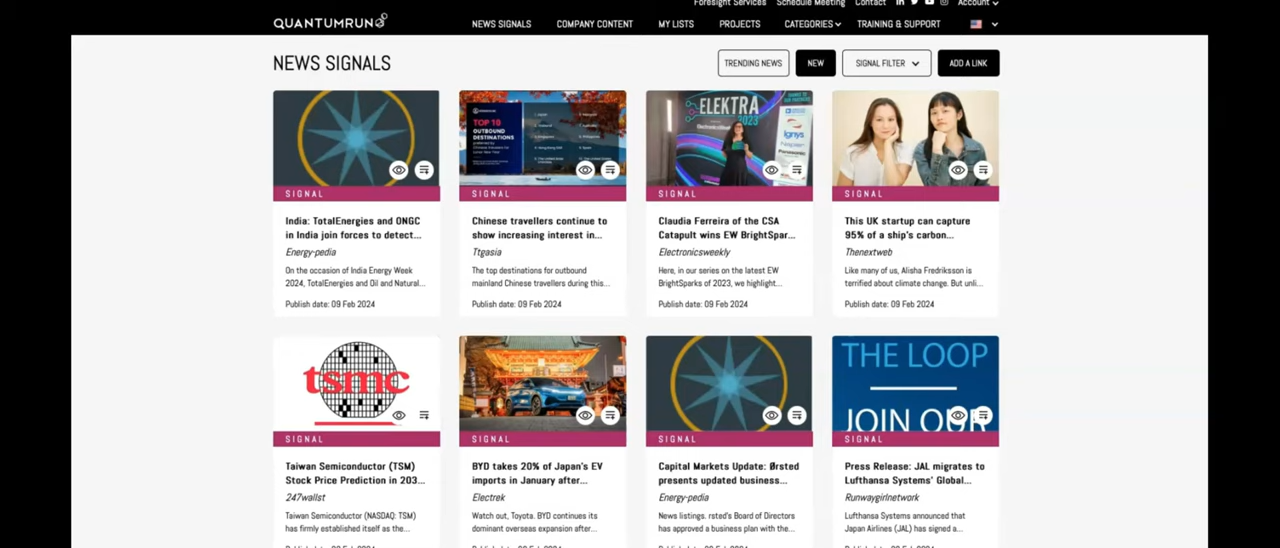 Foresight Services Schedule Meeting Contact Account
QUANTUMRUN
NEWS SIGNALS COMPANY CONTENT MY LISTS PROJECTS CATEGORIES TRAINING & SUPPORT
NEWS SIGNALS
TRENDING NEWS NEW SIGNAL FILTER ADD A LINK
TOP 10
OUTBOUND
DESTINATIONS
ELEKTRA
2023
Ignys
Panasonic
SIGNAL
India: TotalEnergies and ONGC
in India join forces to detect...
Energy-pedia
On the occasion of India Energy Week
2024, TotalEnergies and Oil and Natural...
Publish date: 09 Feb 2024
SIGNAL
Chinese travellers continue to
show increasing interest in...
Ttgasia
The top destinations for outbound
mainland Chinese travellers during this...
Publish date: 09 Feb 2024
SIGNAL
Claudia Ferreira of the CSA
Catapult wins EW BrightSpar...
Electronicsweekly
Here, in our series on the latest EW
BrightSparks of 2023, we highlight...
Publish date: 09 Feb 2024
SIGNAL
This UK startup can capture
95% of a ship's carbon...
Thenextweb
Like many of us, Alisha Fredriksson is
terrified about climate change. But unli...
Publish date: 09 Feb 2024
tsmc
SIGNAL
Taiwan Semiconductor (TSM)
Stock Price Prediction in 203...
247wallst
Taiwan Semiconductor (NASDAQ: TSM)
has firmly established itself as the...
SIGNAL
BYD takes 20% of Japan's EV
imports in January after...
Electrek
Watch out, Toyota. BYD continues its
dominant overseas expansion after...
SIGNAL
Capital Markets Update: Ørsted
presents updated business...
Energy-pedia
News listings. rsted's Board of Directors
has approved a business plan with the...
THE LOOP
JOIN OUR
SIGNAL
Press Release: JAL migrates to
Lufthansa Systems' Global...
Runwaygirlnetwork
Lufthansa Systems announced that
Japan Airlines (JAL) has signed a...